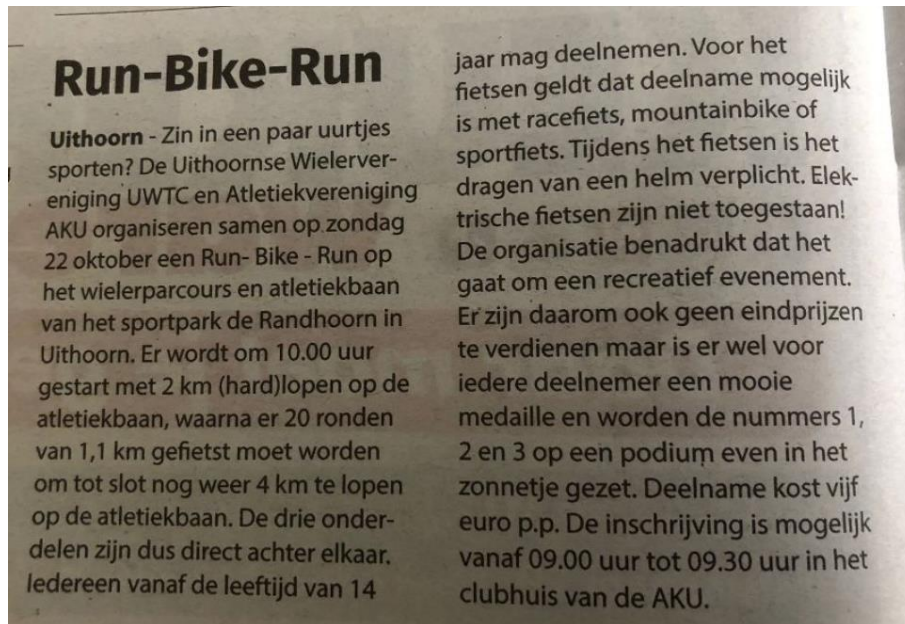 Run-Bike-Run
Uithoorn - Zin in een paar uurtjes
sporten? De Uithoornse Wielerver-
eniging UWTC en Atletiekvereniging
AKU organiseren samen op zondag
22 oktober een Run- Bike - Run op
het wielerparcours en atletiekbaan
van het sportpark de Randhoorn in
Uithoorn. Er wordt om 10.00 uur
gestart met 2 km (hard)lopen op de
atletiekbaan, waarna er 20 ronden
van 1,1 km gefietst moet worden
om tot slot nog weer 4 km te lopen
op de atletiekbaan. De drie onder-
delen zijn dus direct achter elkaar.
Iedereen vanaf de leeftijd van 14
jaar mag deelnemen. Voor het
fietsen geldt dat deelname mogelijk
is met racefiets, mountainbike of
sportfiets. Tijdens het fietsen is het
dragen van een helm verplicht. Elek-
trische fietsen zijn niet toegestaan!
De organisatie benadrukt dat het
gaat om een recreatief evenement.
Er zijn daarom ook geen eindprijzen
te verdienen maar is er wel voor
iedere deelnemer een mooie
medaille en worden de nummers 1,
2 en 3 op een podium even in het
zonnetje gezet. Deelname kost vijf
euro p.p. De inschrijving is mogelijk
vanaf 09.00 uur tot 09.30 uur in het
clubhuis van de AKU.